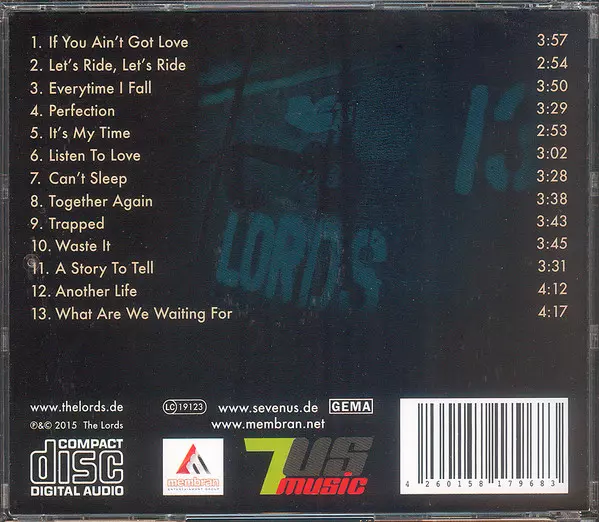 1. If You Ain't Got Love 3:57
2. Let's Ride, Let's Ride 2:54
3. Everytime I Fall 3:50
4. Perfection 3:29
5. It's My Time 2:53
6. Listen To Love 3:02
7. Can't Sleep 3:28
8. Together Again 3:38
9. Trapped 3:43
10. Waste It 3:45
11. A Story To Tell 3:31
12. Another Life 4:12
13. What Are We Waiting For 4:17
13
LORDS
www.thelords.de
LC 19123
www.sevenus.de
GEMA
℗&© 2015 The Lords
www.membran.net
COMPACT
disc
DIGITAL AUDIO
membran
ENTERTAINMENT GROUP
7us
music
4 260158 179683